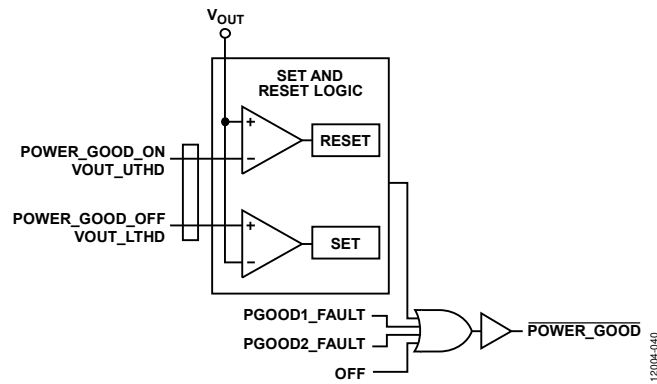 VOUT
SET AND
RESET LOGIC
+
−
RESET
POWER_GOOD_ON
VOUT_UTHD
POWER_GOOD_OFF
VOUT_LTHD
+
−
SET
PGOOD1_FAULT
PGOOD2_FAULT
OFF
POWER_GOOD
12004-040